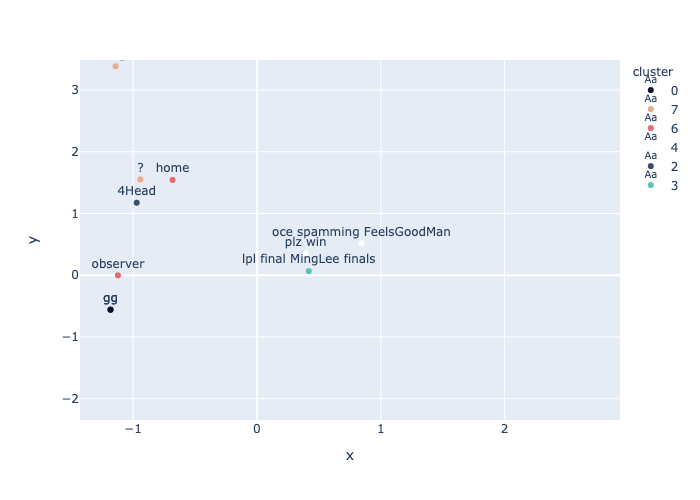 cluster
Aa 0
Aa 7
Aa 6
Aa 4
Aa 2
Aa 3
3
2
1
0
−1
−2
? home
4Head
oce spamming FeelsGoodMan
plz win
lpl final MingLee finals
observer
gg
−1 0 1 2
x
y